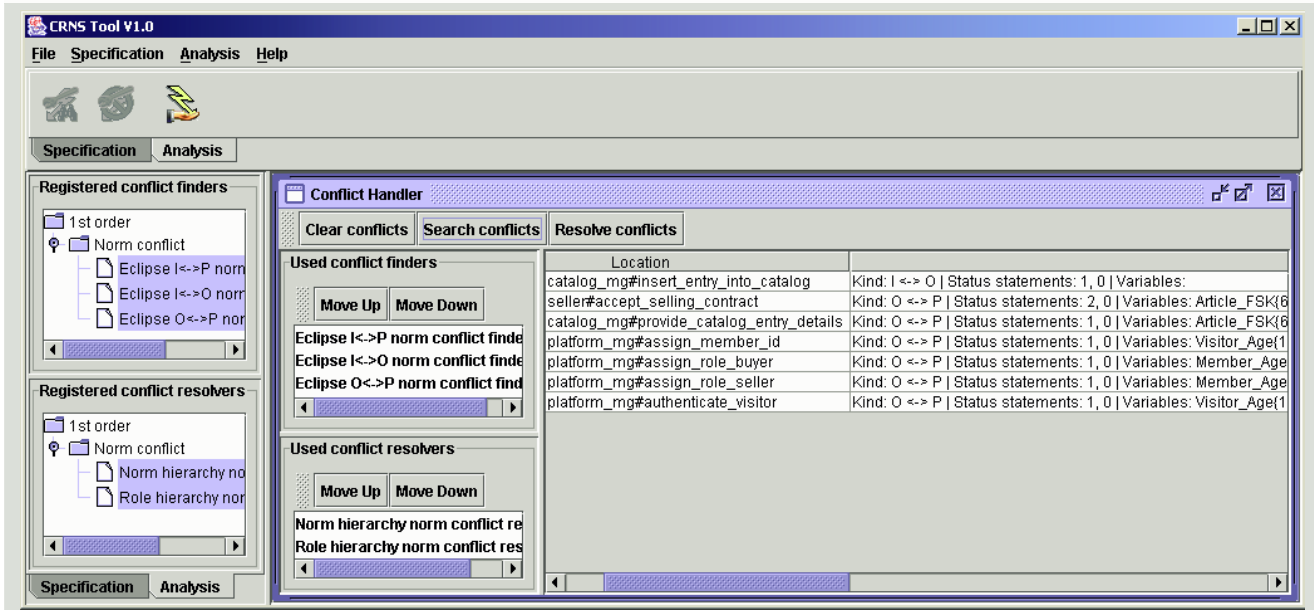 CRNS Tool V1.0
File Specification Analysis Help
Specification Analysis
Registered conflict finders
1st order
Norm conflict
Eclipse I<->P norn
Eclipse I<->O norr
Eclipse O<->P nor
Registered conflict resolvers
1st order
Norm conflict
Norm hierarchy no
Role hierarchy nor
Specification Analysis
Conflict Handler
Clear conflicts Search conflicts Resolve conflicts
Used conflict finders
Move Up Move Down
Eclipse I<->P norm conflict finde
Eclipse I<->O norm conflict finde
Eclipse O<->P norm conflict find
Used conflict resolvers
Move Up Move Down
Norm hierarchy norm conflict re
Role hierarchy norm conflict res
Location
catalog_mg#insert_entry_into_catalog Kind: I <-> O | Status statements: 1, 0 | Variables:
seller#accept_selling_contract Kind: O <-> P | Status statements: 2, 0 | Variables: Article_FSK{6
catalog_mg#provide_catalog_entry_details Kind: O <-> P | Status statements: 1, 0 | Variables: Article_FSK{6
platform_mg#assign_member_id Kind: O <-> P | Status statements: 1, 0 | Variables: Visitor_Age{1
platform_mg#assign_role_buyer Kind: O <-> P | Status statements: 1, 0 | Variables: Member_Age
platform_mg#assign_role_seller Kind: O <-> P | Status statements: 1, 0 | Variables: Member_Age
platform_mg#authenticate_visitor Kind: O <-> P | Status statements: 1, 0 | Variables: Visitor_Age{1